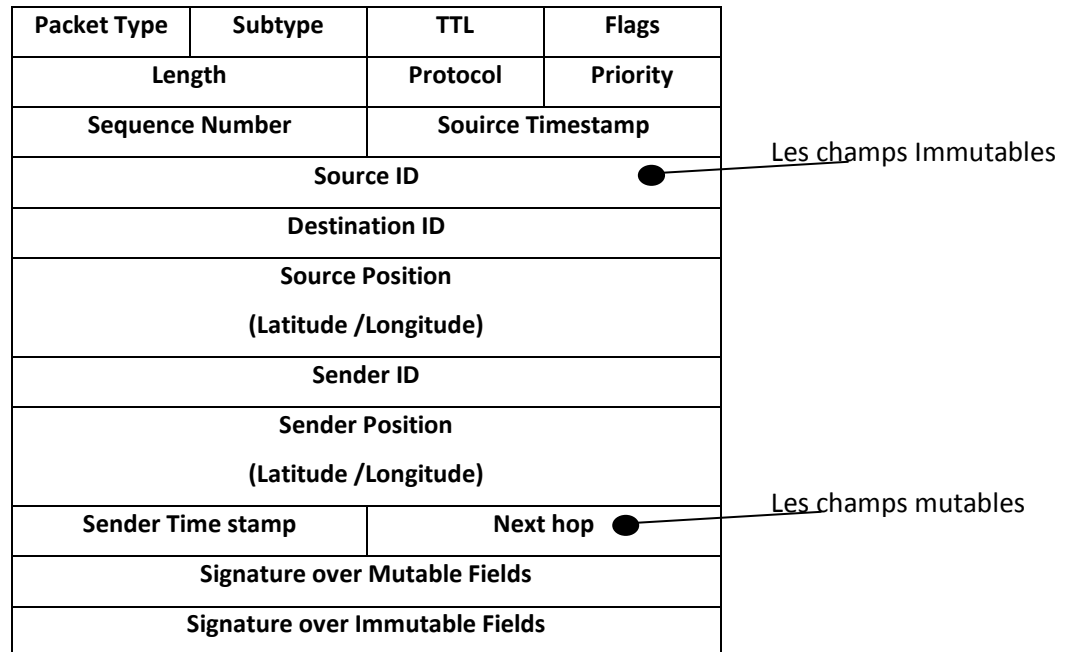 Packet Type Subtype TTL Flags
Length Protocol Priority
Sequence Number Souirce Timestamp
Les champs Immutables
Source ID
Destination ID
Source Position
(Latitude /Longitude)
Sender ID
Sender Position
(Latitude /Longitude)
Les champs mutables
Sender Time stamp Next hop
Signature over Mutable Fields
Signature over Immutable Fields